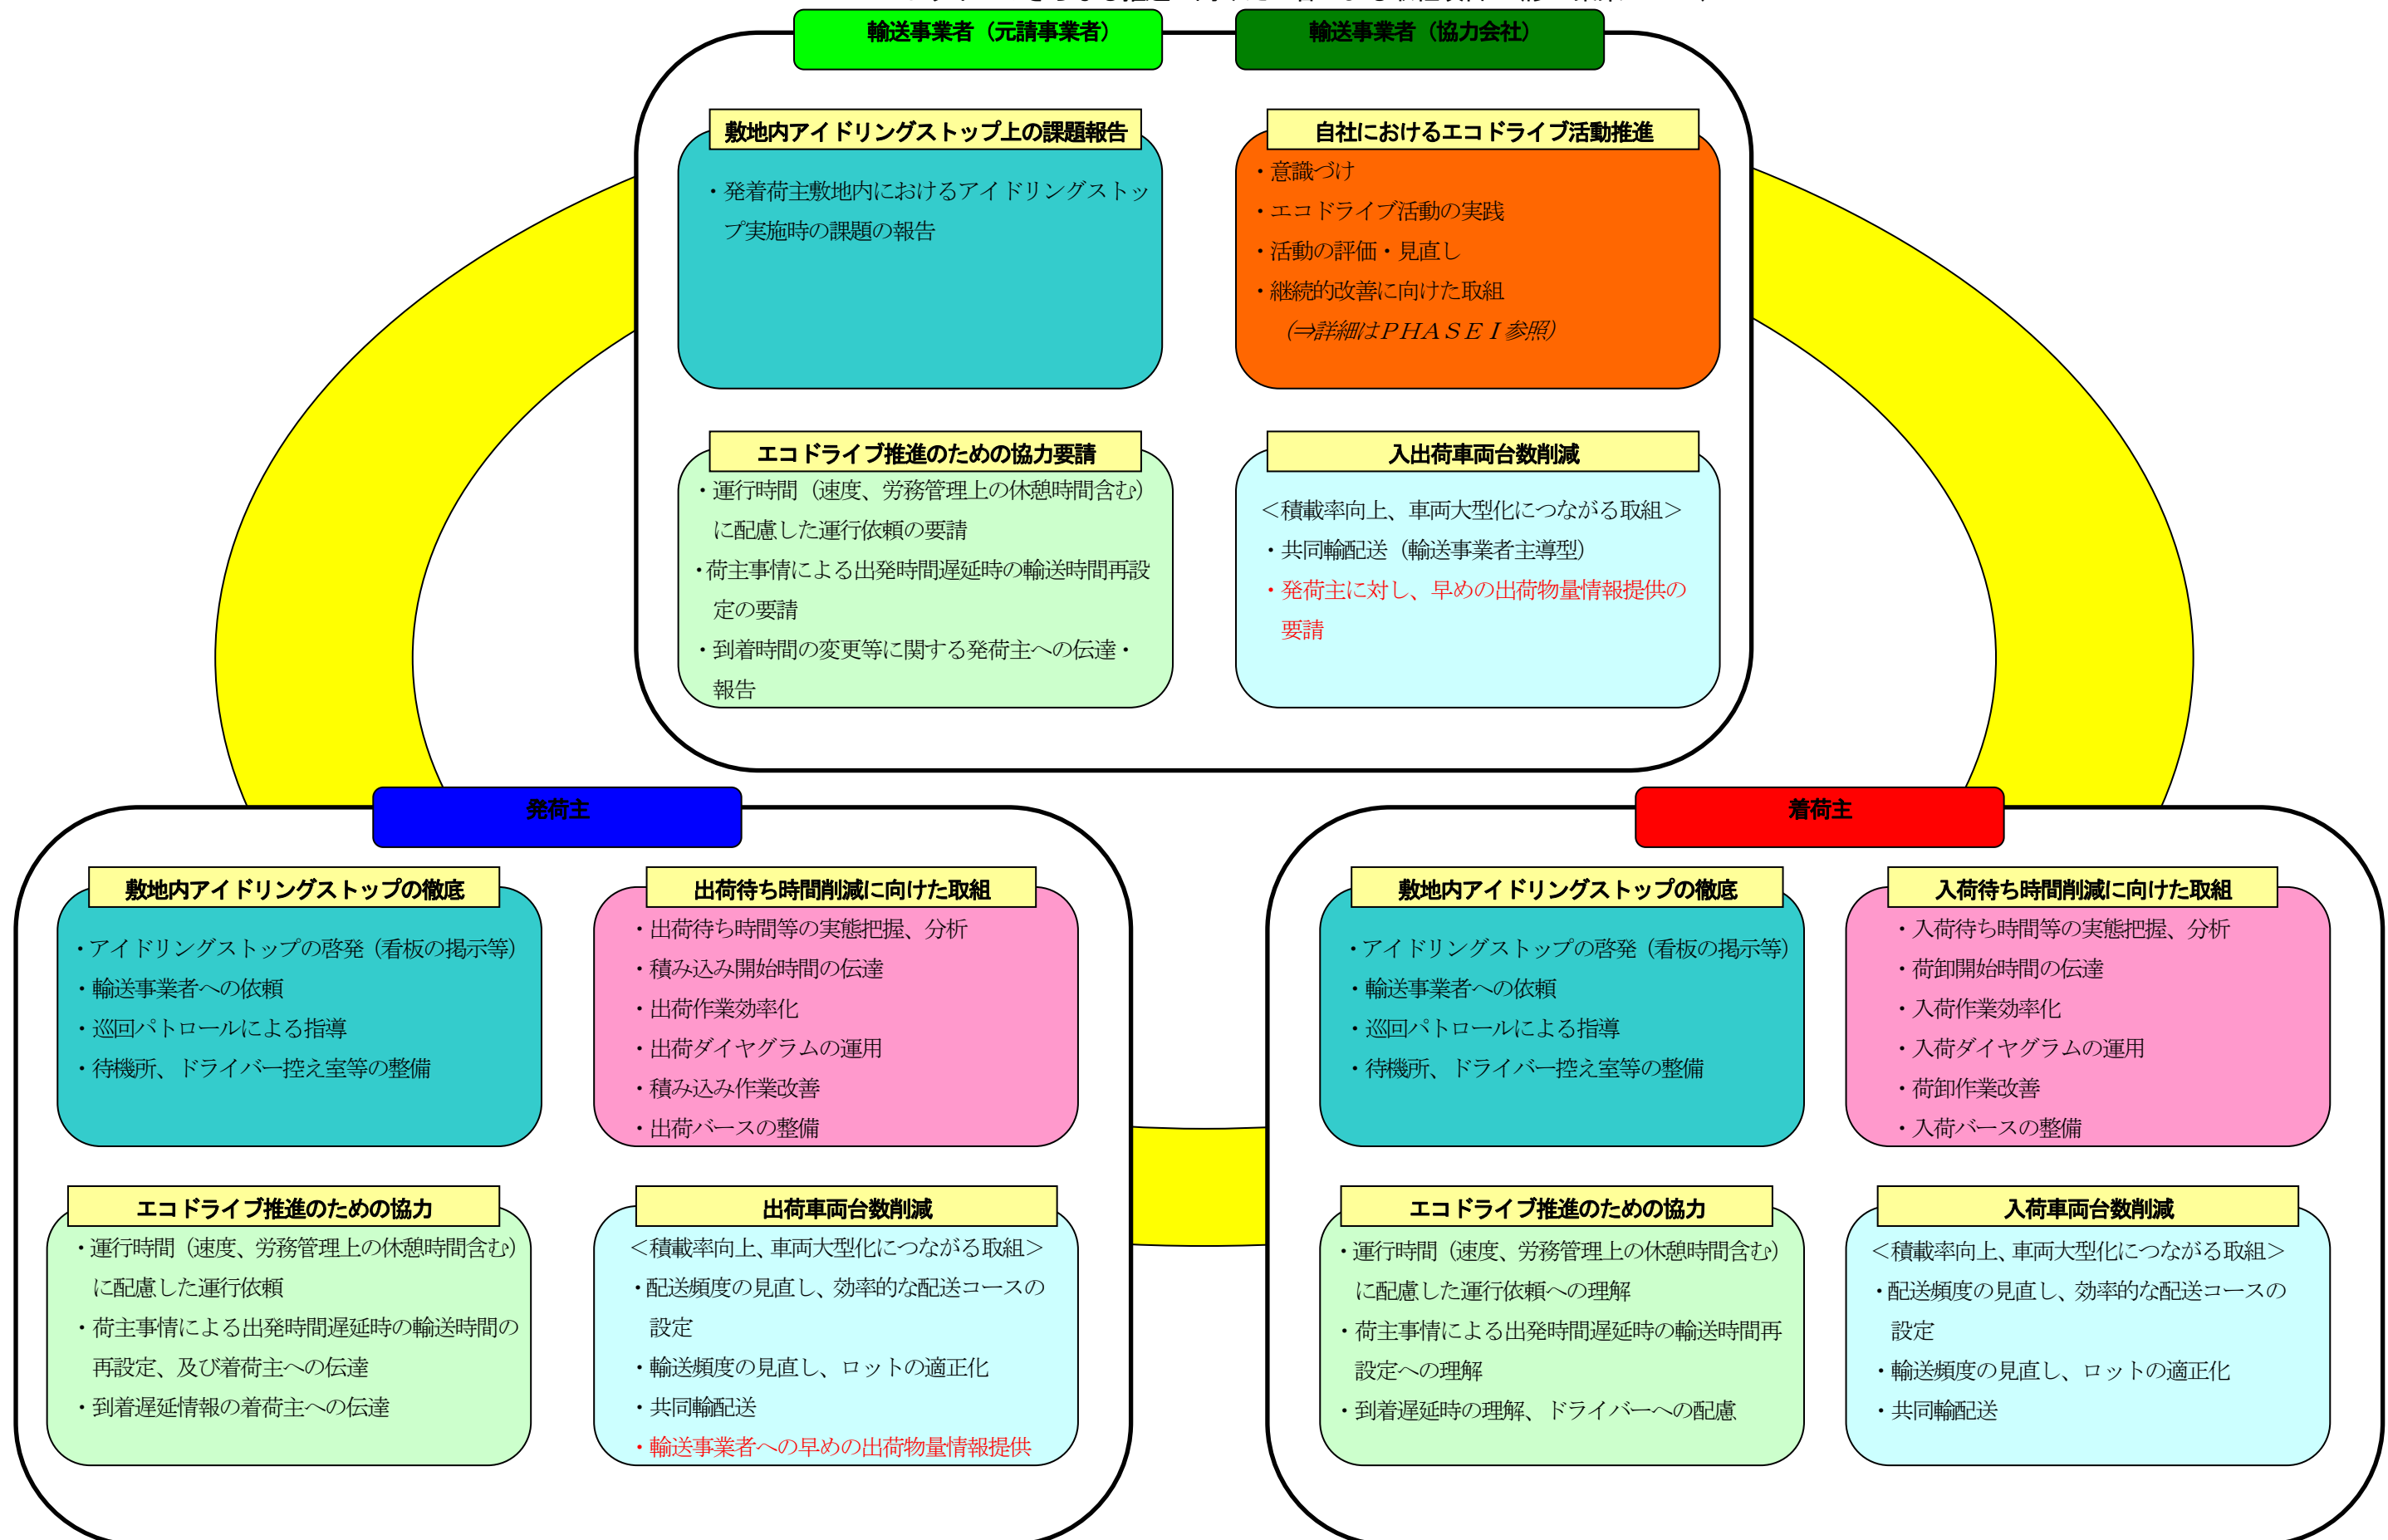 輸送事業者（元請事業者）
輸送事業者（協力会社）
敷地内アイドリングストップ上の課題報告
・発着荷主敷地内におけるアイドリングストッ
プ実施時の課題の報告
自社におけるエコドライブ活動推進
・意識づけ
・エコドライブ活動の実践
・活動の評価・見直し
・継続的改善に向けた取組
（⇒詳細はＰＨＡＳＥⅠ参照）
エコドライブ推進のための協力要請
・運行時間（速度、労務管理上の休憩時間含む）
に配慮した運行依頼の要請
・荷主事情による出発時間遅延時の輸送時間再設
定の要請
・到着時間の変更等に関する発荷主への伝達・
報告
入出荷車両台数削減
＜積載率向上、車両大型化につながる取組＞
・共同輸配送（輸送事業者主導型）
・発荷主に対し、早めの出荷物量情報提供の
要請
発荷主
敷地内アイドリングストップの徹底
・アイドリングストップの啓発（看板の掲示等）
・輸送事業者への依頼
・巡回パトロールによる指導
・待機所、ドライバー控え室等の整備
出荷待ち時間削減に向けた取組
・出荷待ち時間等の実態把握、分析
・積み込み開始時間の伝達
・出荷作業効率化
・出荷ダイヤグラムの運用
・積み込み作業改善
・出荷バースの整備
エコドライブ推進のための協力
・運行時間（速度、労務管理上の休憩時間含む）
に配慮した運行依頼
・荷主事情による出発時間遅延時の輸送時間の
再設定、及び着荷主への伝達
・到着遅延情報の着荷主への伝達
出荷車両台数削減
＜積載率向上、車両大型化につながる取組＞
・配送頻度の見直し、効率的な配送コースの
設定
・輸送頻度の見直し、ロットの適正化
・共同輸配送
・輸送事業者への早めの出荷物量情報提供
着荷主
敷地内アイドリングストップの徹底
・アイドリングストップの啓発（看板の掲示等）
・輸送事業者への依頼
・巡回パトロールによる指導
・待機所、ドライバー控え室等の整備
入荷待ち時間削減に向けた取組
・入荷待ち時間等の実態把握、分析
・荷卸開始時間の伝達
・入荷作業効率化
・入荷ダイヤグラムの運用
・荷卸作業改善
・入荷バースの整備
エコドライブ推進のための協力
・運行時間（速度、労務管理上の休憩時間含む）
に配慮した運行依頼への理解
・荷主事情による出発時間遅延時の輸送時間再
設定への理解
・到着遅延時の理解、ドライバーへの配慮
入荷車両台数削減
＜積載率向上、車両大型化につながる取組＞
・配送頻度の見直し、効率的な配送コースの
設定
・輸送頻度の見直し、ロットの適正化
・共同輸配送